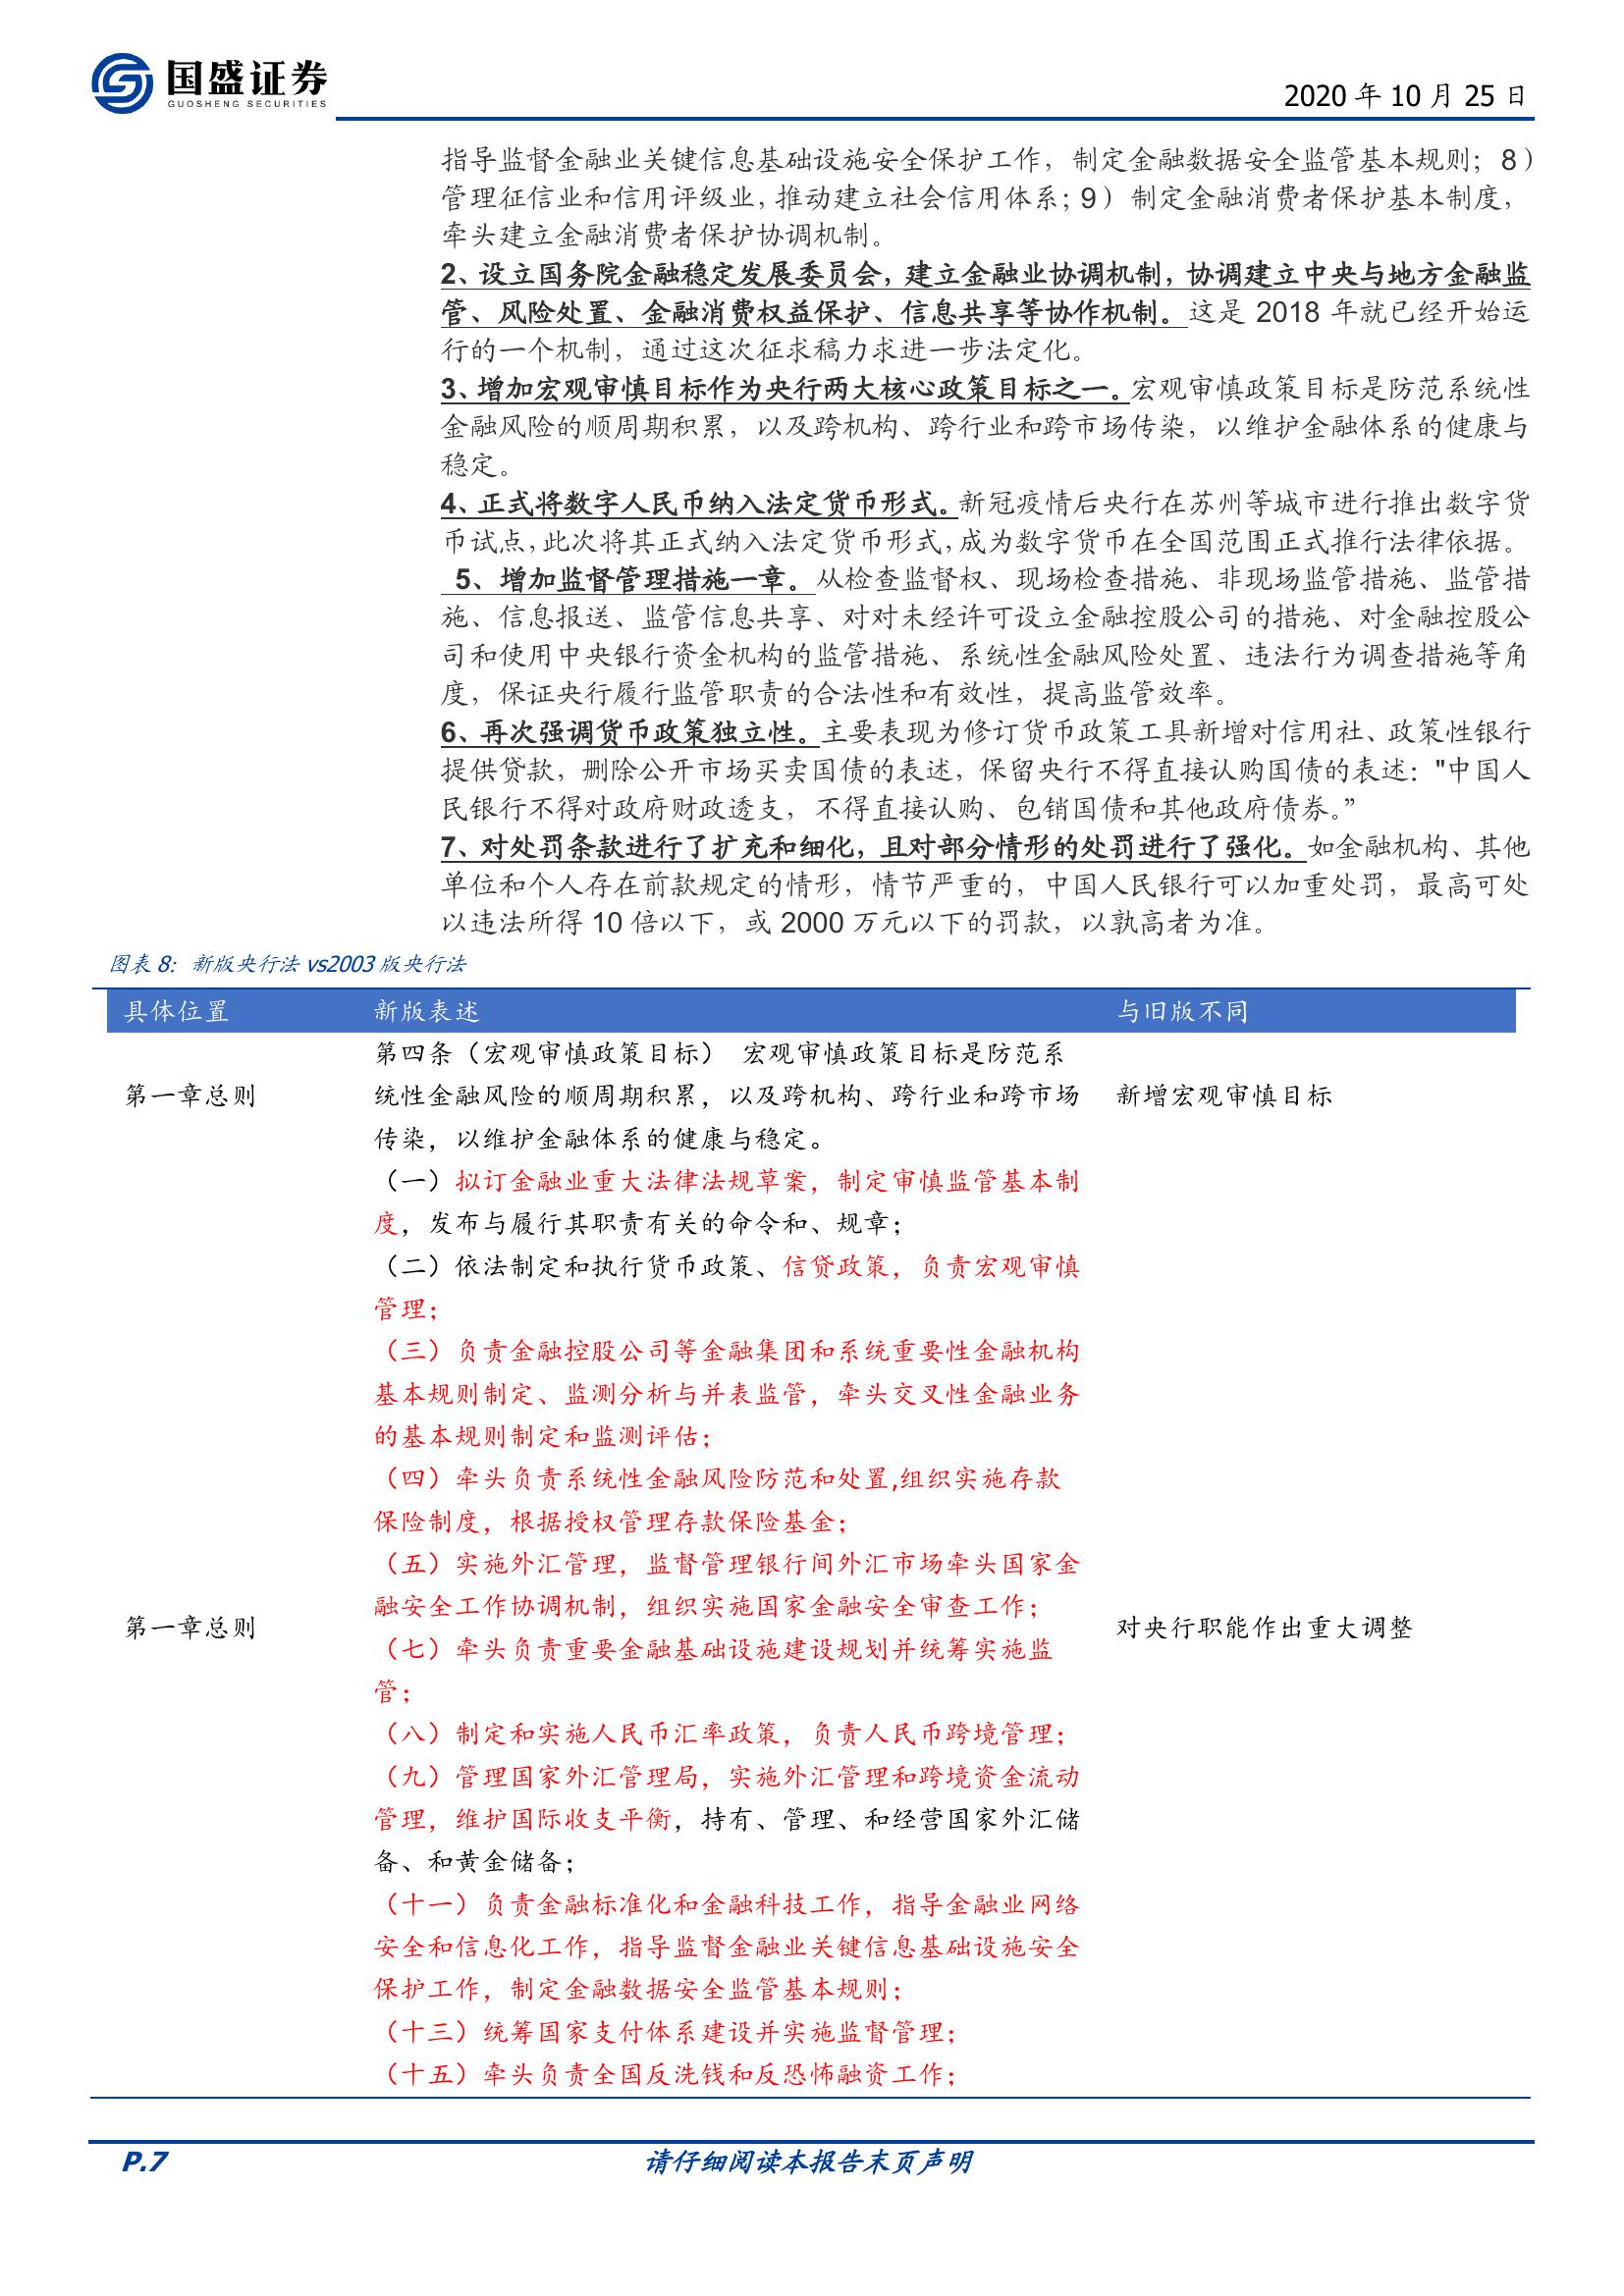 国盛证券
GUOSHENG SECURITIES
2020 年 10 月 25 日
指导监督金融业关键信息基础设施安全保护工作，制定金融数据安全监管基本规则；8）
管理征信业和信用评级业，推动建立社会信用体系；9） 制定金融消费者保护基本制度，
牵头建立金融消费者保护协调机制。
2、设立国务院金融稳定发展委员会，建立金融业协调机制，协调建立中央与地方金融监
管、风险处置、金融消费权益保护、信息共享等协作机制。这是 2018 年就已经开始运
行的一个机制，通过这次征求稿力求进一步法定化。
3、增加宏观审慎目标作为央行两大核心政策目标之一。宏观审慎政策目标是防范系统性
金融风险的顺周期积累，以及跨机构、跨行业和跨市场传染，以维护金融体系的健康与
稳定。
4、正式将数字人民币纳入法定货币形式。新冠疫情后央行在苏州等城市进行推出数字货
币试点，此次将其正式纳入法定货币形式，成为数字货币在全国范围正式推行法律依据。
5、增加监督管理措施一章。从检查监督权、现场检查措施、非现场监管措施、监管措
施、信息报送、监管信息共享、对对未经许可设立金融控股公司的措施、对金融控股公
司和使用中央银行资金机构的监管措施、系统性金融风险处置、违法行为调查措施等角
度，保证央行履行监管职责的合法性和有效性，提高监管效率。
6、再次强调货币政策独立性。主要表现为修订货币政策工具新增对信用社、政策性银行
提供贷款，删除公开市场买卖国债的表述，保留央行不得直接认购国债的表述："中国人
民银行不得对政府财政透支，不得直接认购、包销国债和其他政府债券。”
7、对处罚条款进行了扩充和细化，且对部分情形的处罚进行了强化。如金融机构、其他
单位和个人存在前款规定的情形，情节严重的，中国人民银行可以加重处罚，最高可处
以违法所得 10 倍以下，或 2000 万元以下的罚款，以孰高者为准。
图表 8：新版央行法 vs2003 版央行法
具体位置 新版表述 与旧版不同
第四条（宏观审慎政策目标） 宏观审慎政策目标是防范系
第一章总则 统性金融风险的顺周期积累，以及跨机构、跨行业和跨市场 新增宏观审慎目标
传染，以维护金融体系的健康与稳定。
（一）拟订金融业重大法律法规草案，制定审慎监管基本制
度，发布与履行其职责有关的命令和、规章；
（二）依法制定和执行货币政策、信贷政策，负责宏观审慎
管理；
（三）负责金融控股公司等金融集团和系统重要性金融机构
基本规则制定、监测分析与并表监管，牵头交叉性金融业务
的基本规则制定和监测评估；
（四）牵头负责系统性金融风险防范和处置,组织实施存款
保险制度，根据授权管理存款保险基金；
（五）实施外汇管理，监督管理银行间外汇市场牵头国家金
融安全工作协调机制，组织实施国家金融安全审查工作；
第一章总则 （七）牵头负责重要金融基础设施建设规划并统筹实施监 对央行职能作出重大调整
管；
（八）制定和实施人民币汇率政策，负责人民币跨境管理；
（九）管理国家外汇管理局，实施外汇管理和跨境资金流动
管理，维护国际收支平衡，持有、管理、和经营国家外汇储
备、和黄金储备；
（十一）负责金融标准化和金融科技工作，指导金融业网络
安全和信息化工作，指导监督金融业关键信息基础设施安全
保护工作，制定金融数据安全监管基本规则；
（十三）统筹国家支付体系建设并实施监督管理；
（十五）牵头负责全国反洗钱和反恐怖融资工作；
P.7 请仔细阅读本报告末页声明